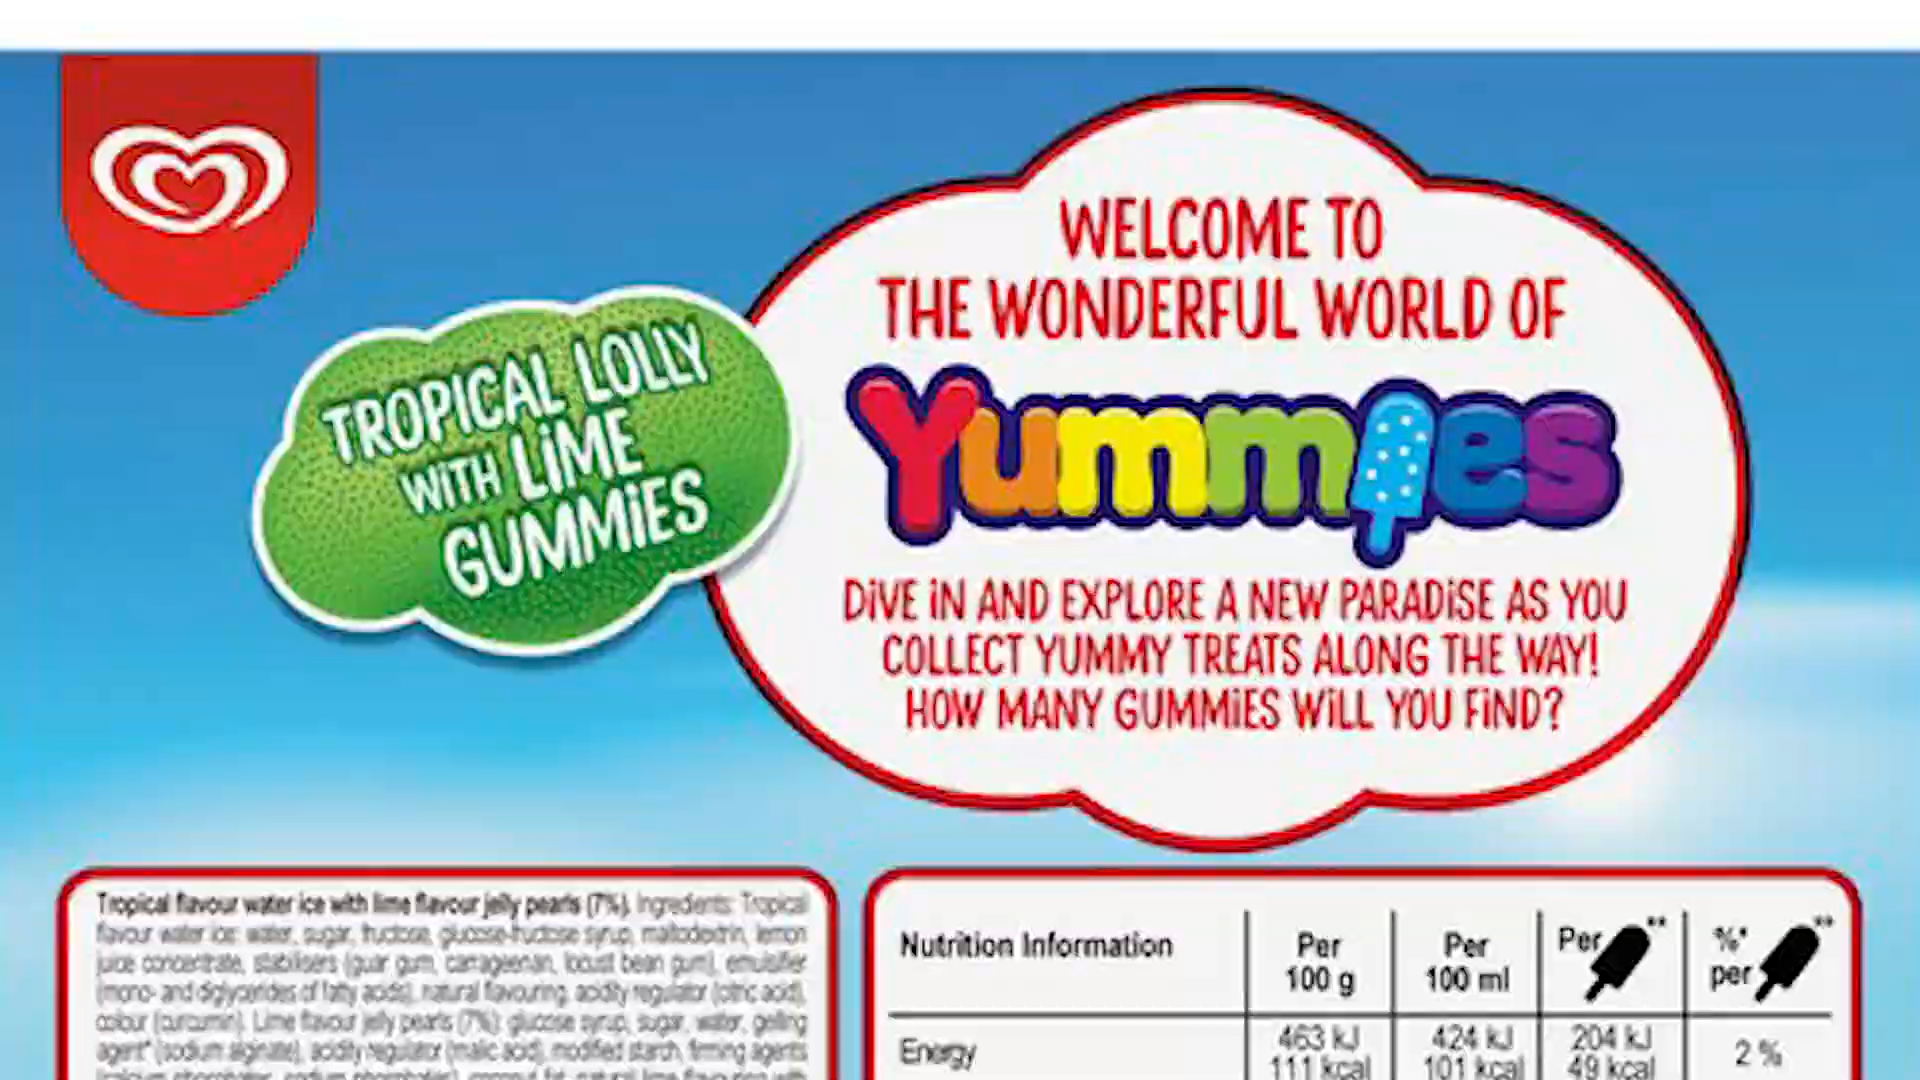 WELCOME TO
THE WONDERFUL WORLD OF
Yummies
TROPICAL LOLLY
WITH LiME
GUMMiES
DiVE iN AND EXPLORE A NEW PARADiSE AS YOU
COLLECT YUMMY TREATS ALONG THE WAY!
HOW MANY GUMMiES WiLL YOU FiND?
Tropical flavour water ice with lime flavour jelly pearls (7%). Ingredients: Tropical
flavour water ice: water, sugar, fructose, glucose-fructose syrup, maltodextrin, lemon
juice concentrate, stabilisers (guar gum, carrageenan, locust bean gum), emulsifier
(mono- and diglycerides of fatty acids), natural flavouring, acidity regulator (citric acid),
colour (curcumin). Lime flavour jelly pearls (7%): glucose syrup, sugar, water, gelling
agent* (sodium alginate), acidity regulator (malic acid), modified starch, firming agents
Nutrition Information
Per 100 g
Per 100 ml
Per **
%* per **
Energy
463 kJ 424 kJ 204 kJ 2 %
111 kcal 101 kcal 49 kcal